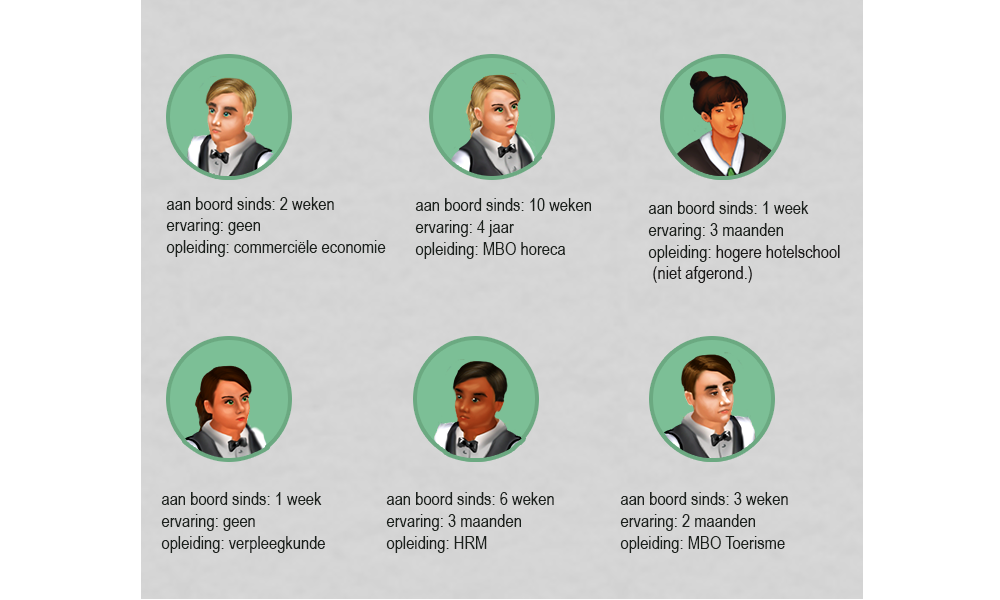 aan boord sinds: 2 weken
ervaring: geen
opleiding: commerciële economie
aan boord sinds: 10 weken
ervaring: 4 jaar
opleiding: MBO horeca
aan boord sinds: 1 week
ervaring: 3 maanden
opleiding: hogere hotelschool
(niet afgerond.)
aan boord sinds: 1 week
ervaring: geen
opleiding: verpleegkunde
aan boord sinds: 6 weken
ervaring: 3 maanden
opleiding: HRM
aan boord sinds: 3 weken
ervaring: 2 maanden
opleiding: MBO Toerisme